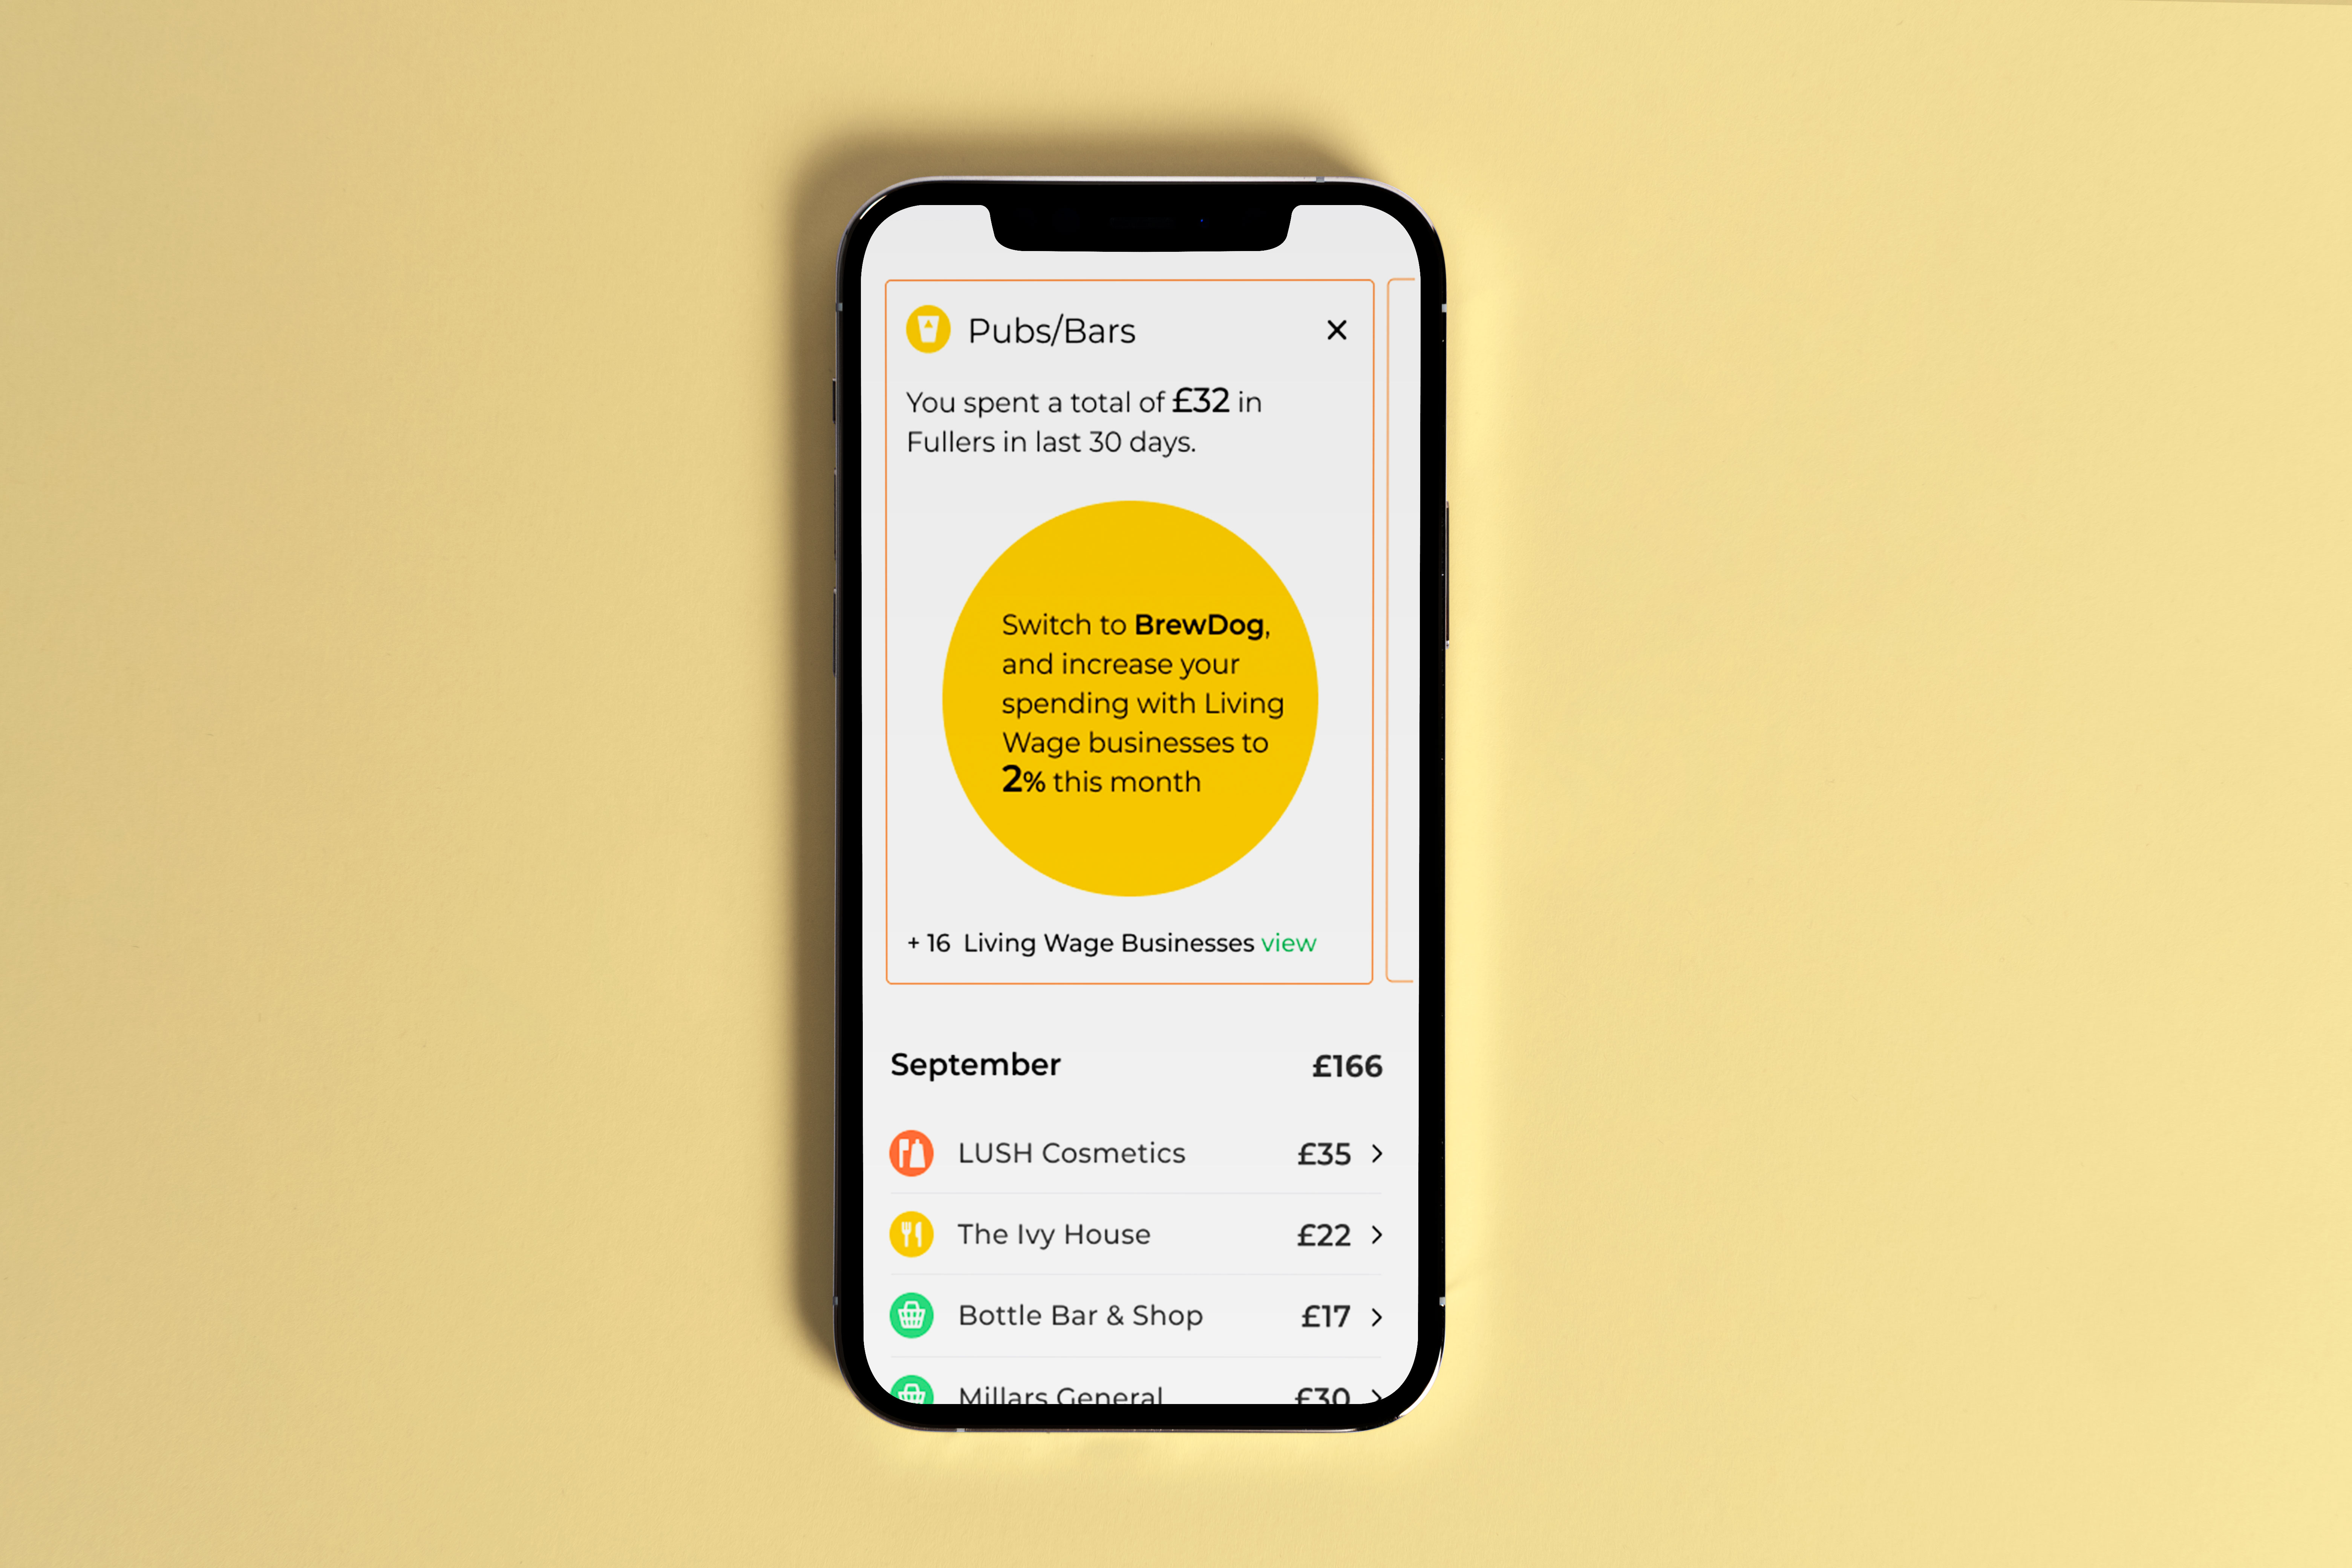 Pubs/Bars
You spent a total of £32 in
Fullers in last 30 days.
Switch to BrewDog,
and increase your
spending with Living
Wage businesses to
2% this month
+ 16 Living Wage Businesses view
September £166
LUSH Cosmetics £35
The Ivy House £22
Bottle Bar & Shop £17
Millars General £30